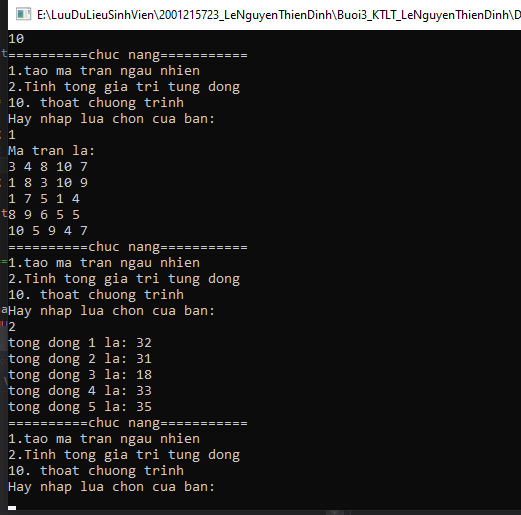 E:\LuuDuLieuSinhVien\2001215723_LeNguyenThienDinh\Buoi3_KTLT_LeNguyenThienDinh\D
10
==========chuc nang===========
1.tao ma tran ngau nhien
2.Tinh tong gia tri tung dong
10. thoat chuong trinh
Hay nhap lua chon cua ban:
1
Ma tran la:
3 4 8 10 7
1 8 3 10 9
1 7 5 1 4
8 9 6 5 5
10 5 9 4 7
==========chuc nang===========
1.tao ma tran ngau nhien
2.Tinh tong gia tri tung dong
10. thoat chuong trinh
Hay nhap lua chon cua ban:
2
tong dong 1 la: 32
tong dong 2 la: 31
tong dong 3 la: 18
tong dong 4 la: 33
tong dong 5 la: 35
==========chuc nang===========
1.tao ma tran ngau nhien
2.Tinh tong gia tri tung dong
10. thoat chuong trinh
Hay nhap lua chon cua ban: